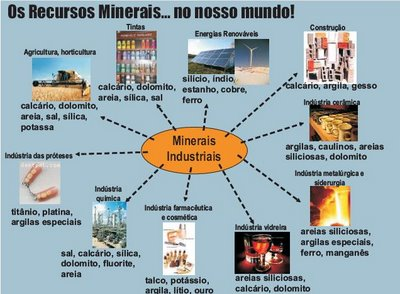 Os Recursos Minerais... no nosso mundo!
Tintas
calcário, dolomito,
areia, sílica, sal
Energias Renováveis
silício, índio,
estanho, cobre,
ferro
Construção
calcário, argila, gesso
Agricultura, horticultura
calcário, dolomito,
areia, sal, sílica,
potassa
Indústria cerâmica
argilas, caulinos, areias
siliciosas, dolomito
Minerais
Industriais
Indústria das próteses
titânio, platina,
argilas especiais
Indústria
química
sal, calcário, sílica,
dolomito, fluorite,
areia
Indústria farmacêutica
e cosmética
talco, potássio,
argila, lítio, ouro
Indústria vidreira
areias siliciosas,
calcário, dolomito
Indústria metalúrgica e
siderurgia
areias siliciosas,
argilas especiais,
ferro, manganês